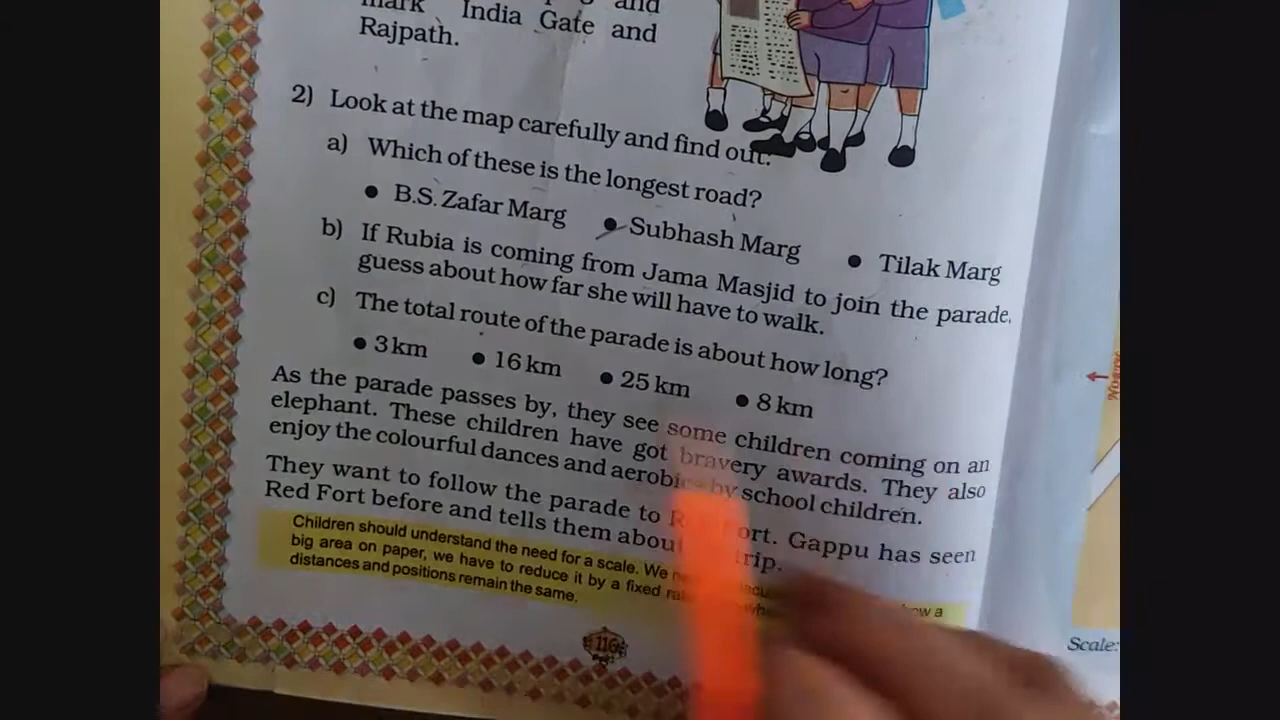 mark India Gate and
Rajpath.
2) Look at the map carefully and find out:
a) Which of these is the longest road?
• B.S. Zafar Marg • Subhash Marg • Tilak Marg
b) If Rubia is coming from Jama Masjid to join the parade,
guess about how far she will have to walk.
c) The total route of the parade is about how long?
• 3 km • 16 km • 25 km • 8 km
As the parade passes by, they see some children coming on an
elephant. These children have got bravery awards. They also
enjoy the colourful dances and aerobics by school children.
They want to follow the parade to Red Fort. Gappu has seen
Red Fort before and tells them about trip.
Children should understand the need for a scale. We
big area on paper, we have to reduce it by a fixed
distances and positions remain the same.
116
Scale: